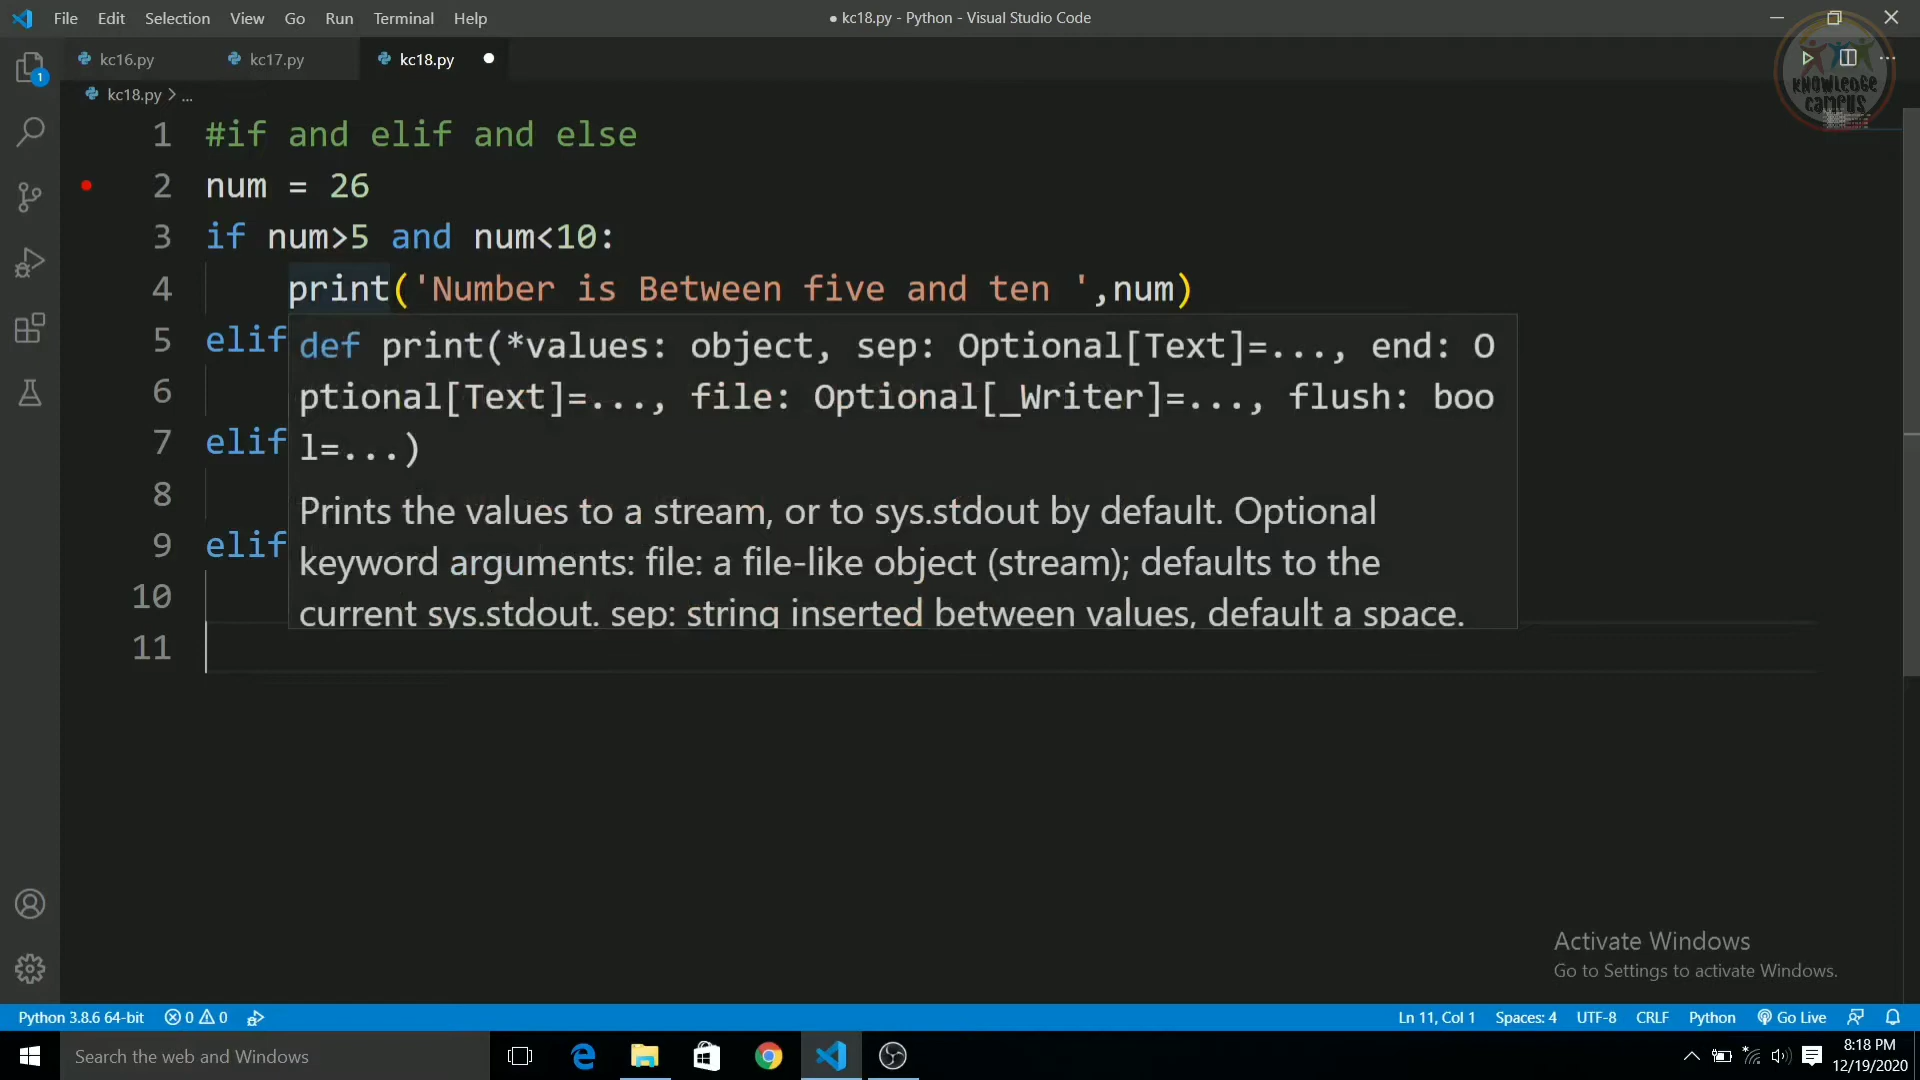 File Edit Selection View Go Run Terminal Help
● kc18.py - Python - Visual Studio Code
kc16.py kc17.py kc18.py
kc18.py > ...
KNOWLEDGE
CAMPUS
1 #if and elif and else
2 num = 26
3 if num>5 and num<10:
4 print('Number is Between five and ten ',num)
5 elif
6
7 elif
8
9 elif
10
11
def print(*values: object, sep: Optional[Text]=..., end: O
ptional[Text]=..., file: Optional[_Writer]=..., flush: boo
l=...)
Prints the values to a stream, or to sys.stdout by default. Optional
keyword arguments: file: a file-like object (stream); defaults to the
current sys.stdout. sep: string inserted between values, default a space.
1
Activate Windows
Go to Settings to activate Windows.
Python 3.8.6 64-bit 0 0 Ln 11, Col 1 Spaces: 4 UTF-8 CRLF Python Go Live
Search the web and Windows
8:18 PM
12/19/2020